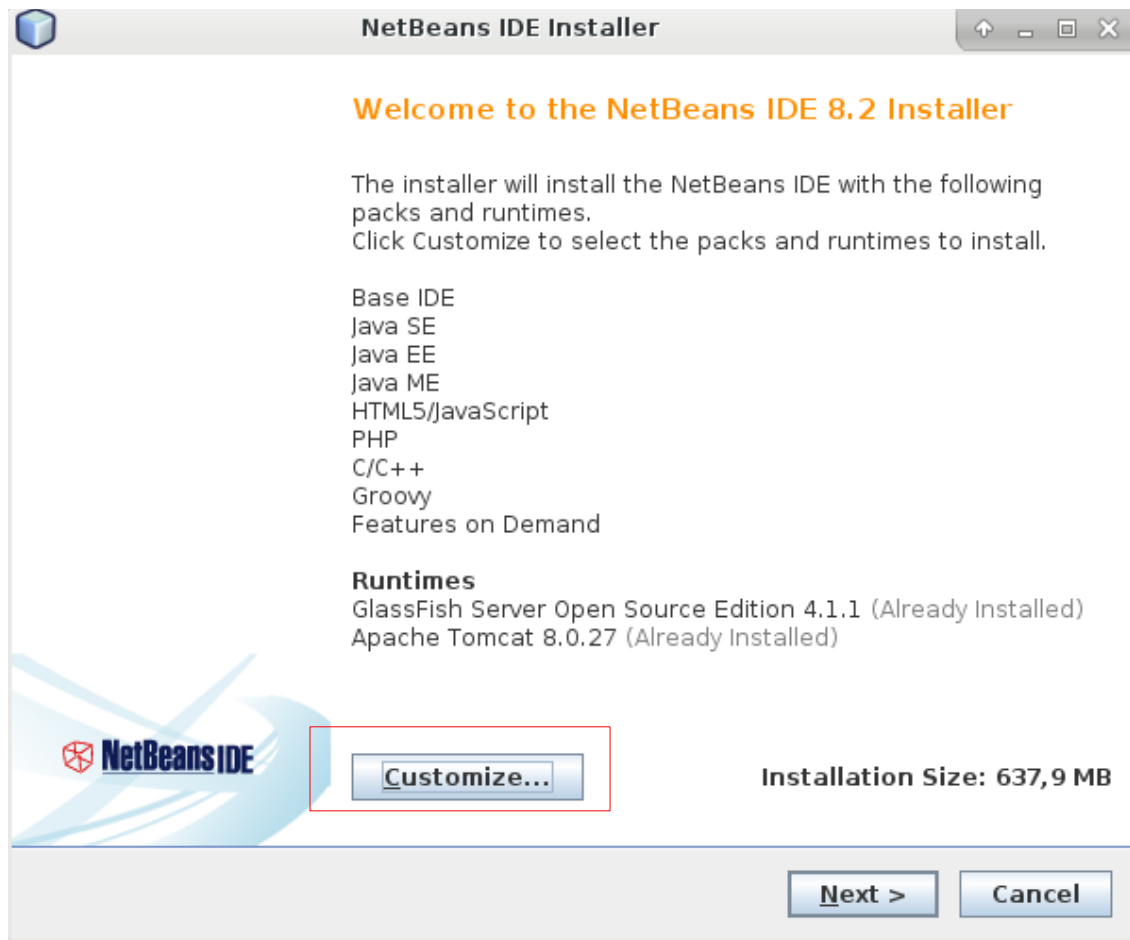 NetBeans IDE Installer
Welcome to the NetBeans IDE 8.2 Installer
The installer will install the NetBeans IDE with the following
packs and runtimes.
Click Customize to select the packs and runtimes to install.
Base IDE
Java SE
Java EE
Java ME
HTML5/JavaScript
PHP
C/C++
Groovy
Features on Demand
Runtimes
GlassFish Server Open Source Edition 4.1.1 (Already Installed)
Apache Tomcat 8.0.27 (Already Installed)
NetBeans IDE
Customize...
Installation Size: 637,9 MB
Next >
Cancel